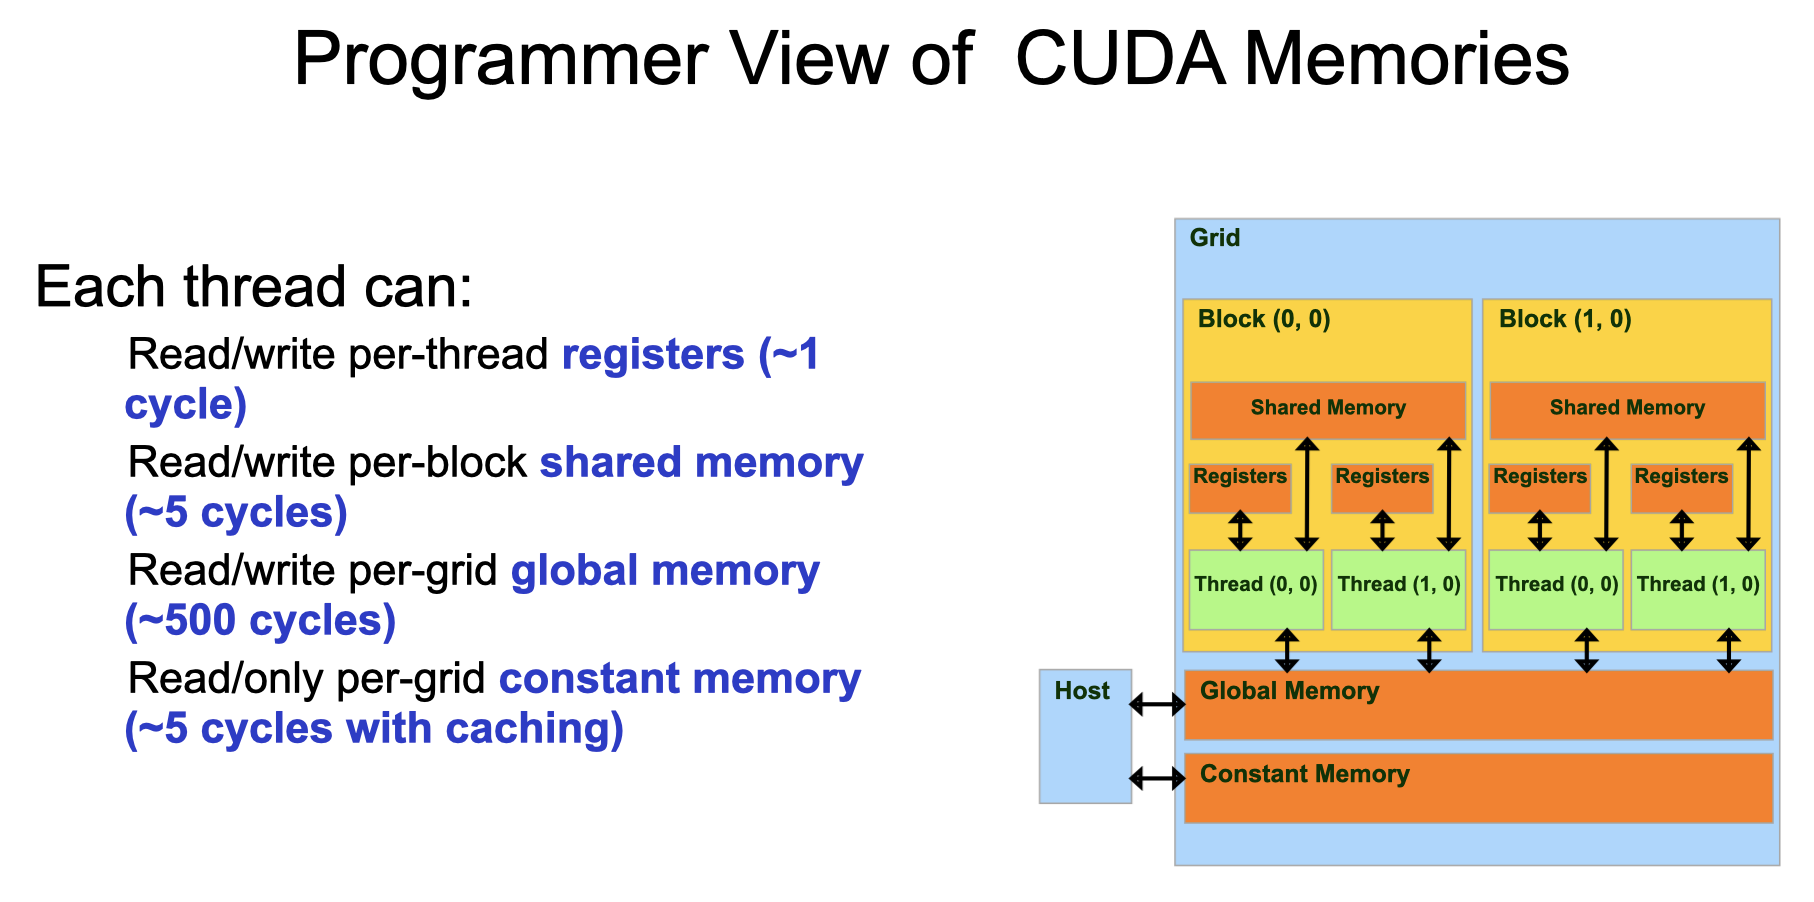 Programmer View of  CUDA Memories
Each thread can:
Read/write per-thread registers (~1
cycle)
Read/write per-block shared memory
(~5 cycles)
Read/write per-grid global memory
(~500 cycles)
Read/only per-grid constant memory
(~5 cycles with caching)
Grid
Block (0, 0)
Block (1, 0)
Shared Memory
Shared Memory
Registers
Registers
Registers
Registers
Thread (0, 0)
Thread (1, 0)
Thread (0, 0)
Thread (1, 0)
Host
Global Memory
Constant Memory